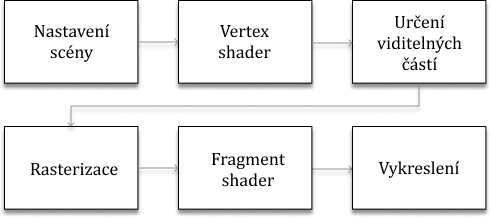 Nastavení
scény
Vertex
shader
Určení
viditelných
částí
Rasterizace
Fragment
shader
Vykreslení